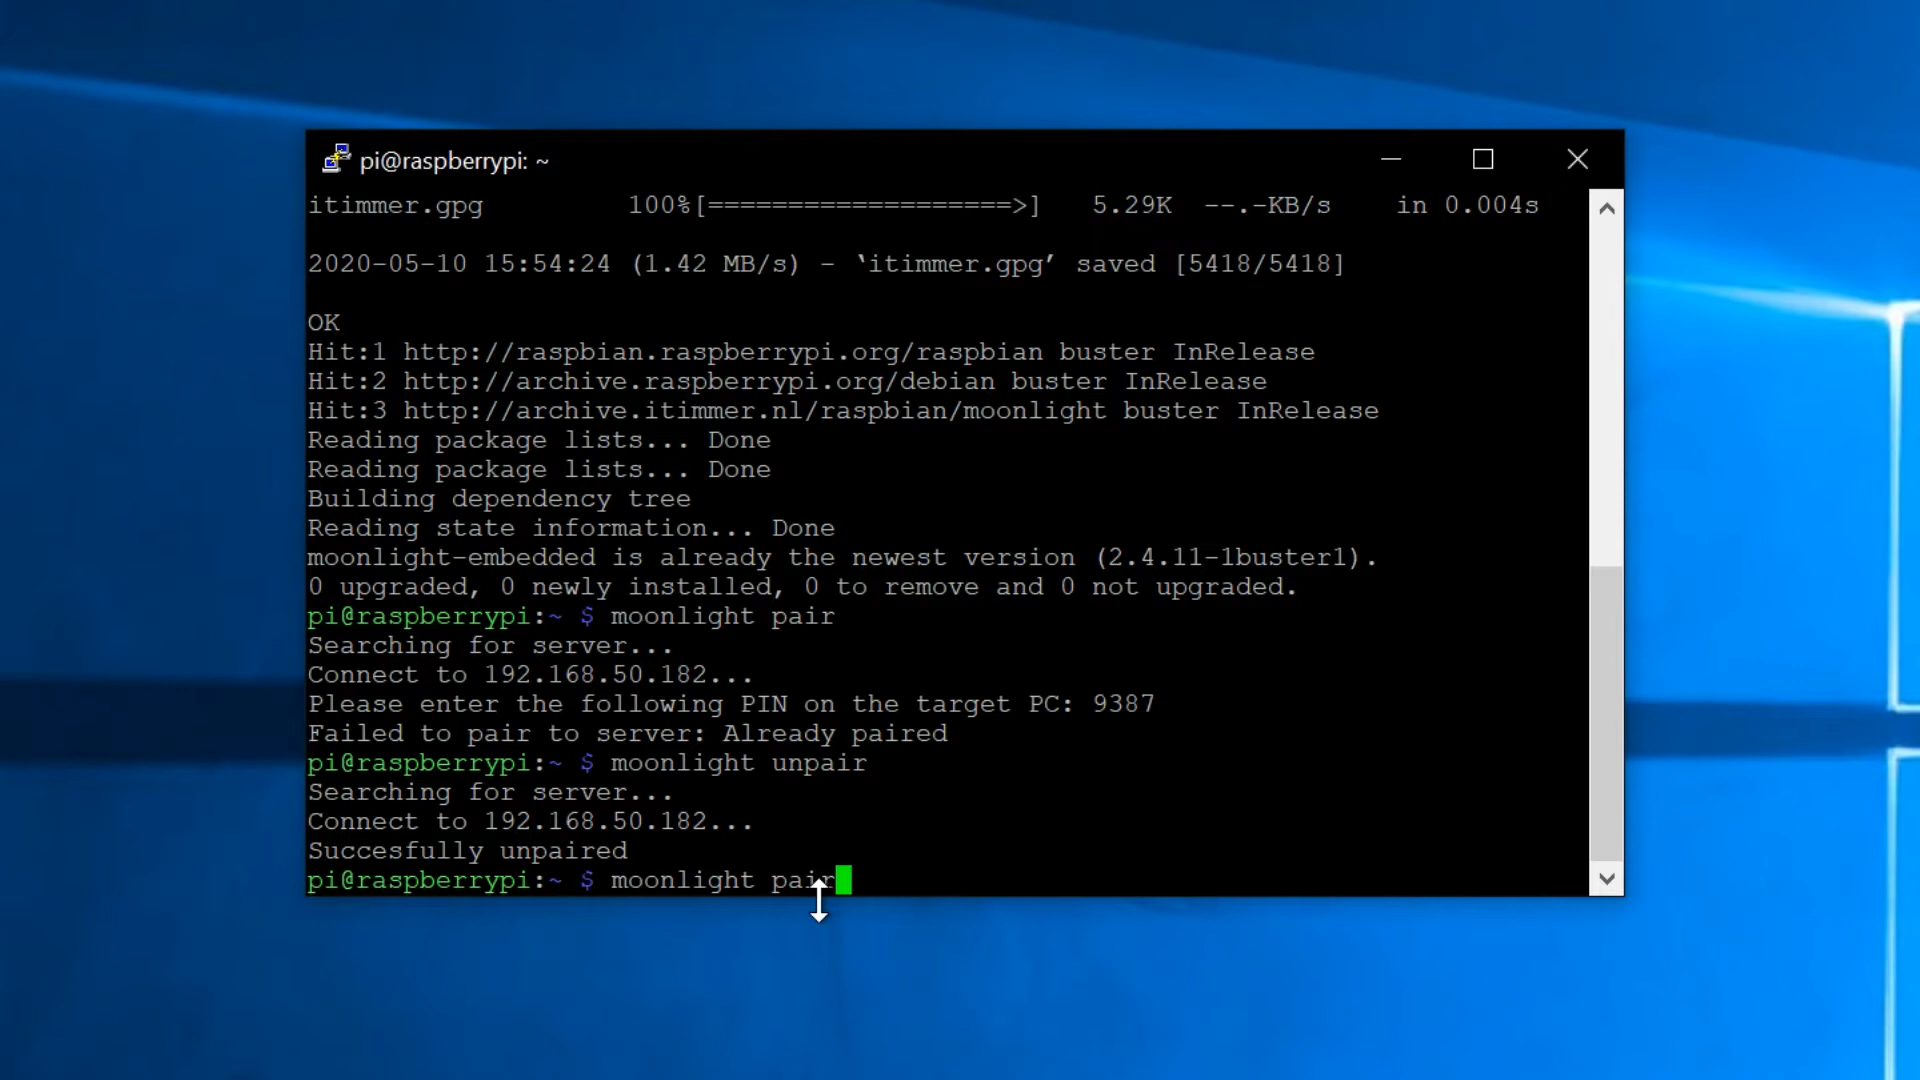 pi@raspberrypi: ~
itimmer.gpg 100%[===================>] 5.29K --.-KB/s in 0.004s
2020-05-10 15:54:24 (1.42 MB/s) - ‘itimmer.gpg’ saved [5418/5418]
OK
Hit:1 http://raspbian.raspberrypi.org/raspbian buster InRelease
Hit:2 http://archive.raspberrypi.org/debian buster InRelease
Hit:3 http://archive.itimmer.nl/raspbian/moonlight buster InRelease
Reading package lists... Done
Reading package lists... Done
Building dependency tree
Reading state information... Done
moonlight-embedded is already the newest version (2.4.11-1buster1).
0 upgraded, 0 newly installed, 0 to remove and 0 not upgraded.
pi@raspberrypi:~ $ moonlight pair
Searching for server...
Connect to 192.168.50.182...
Please enter the following PIN on the target PC: 9387
Failed to pair to server: Already paired
pi@raspberrypi:~ $ moonlight unpair
Searching for server...
Connect to 192.168.50.182...
Succesfully unpaired
pi@raspberrypi:~ $ moonlight pair